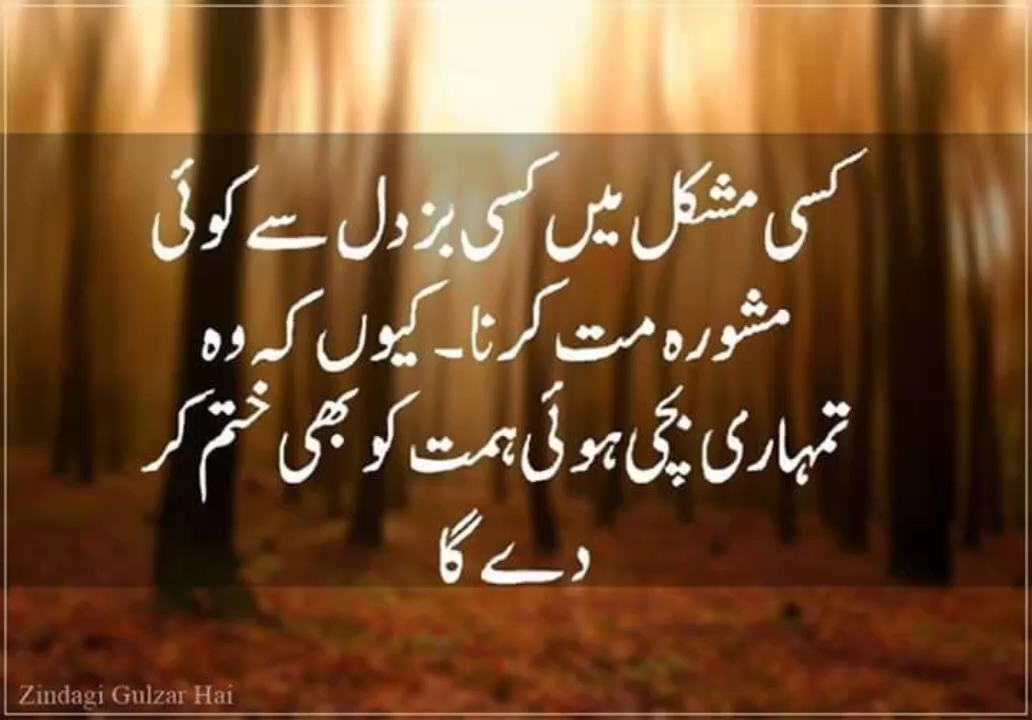 کسی مشکل میں کسی بزدل سے کوئی
مشورہ مت کرنا۔ کیوں کہ وہ
تمہاری بچی ہوئی ہمت کو بھی ختم کر
دے گا
Zindagi Gulzar Hai